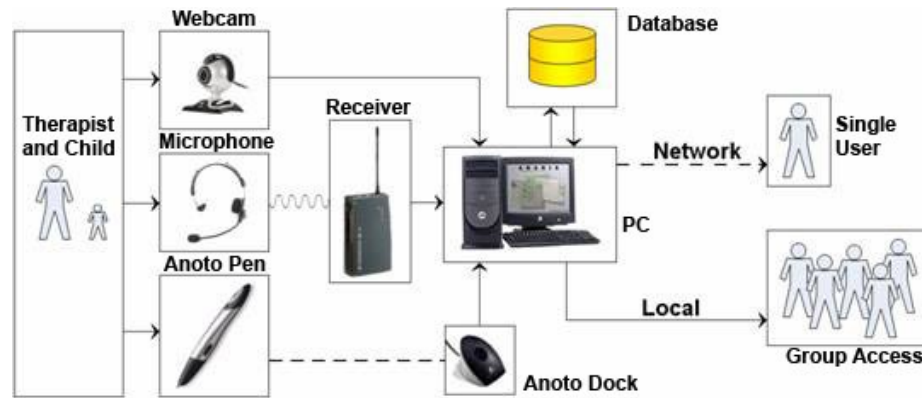 Webcam
Database
Therapist
and Child
Receiver
Microphone
Network
Single
User
PC
Anoto Pen
Local
Group Access
Anoto Dock